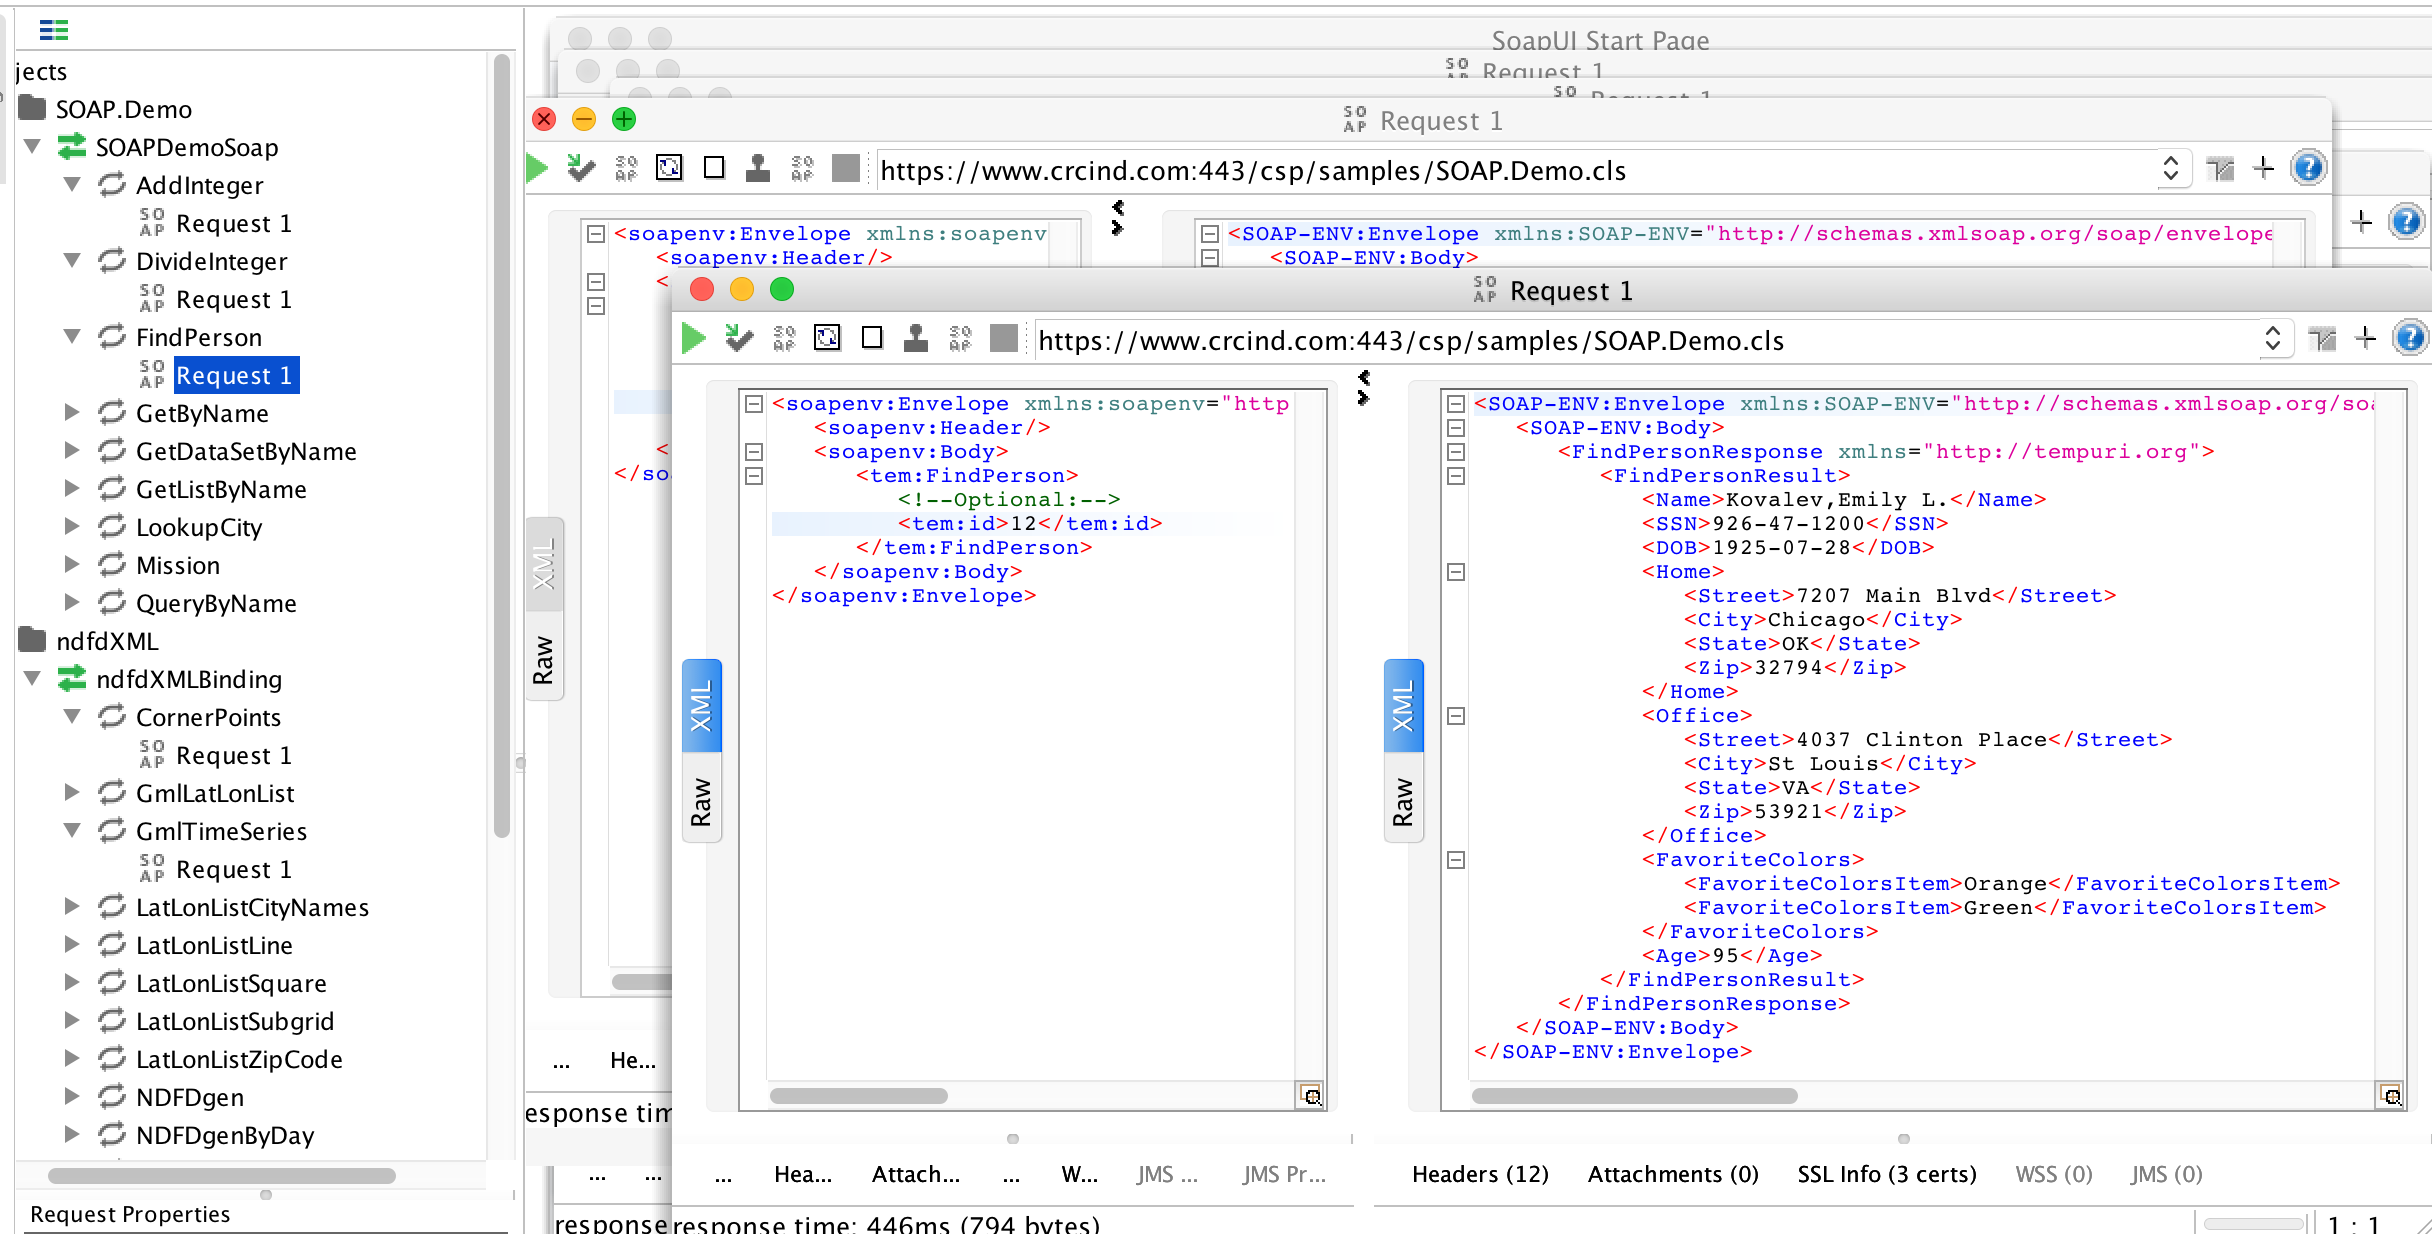 jects
SOAP.Demo
SOAPDemoSoap
AddInteger
Request 1
DivideInteger
Request 1
FindPerson
Request 1
GetByName
GetDataSetByName
GetListByName
LookupCity
Mission
QueryByName
ndfdXML
ndfdXMLBinding
CornerPoints
Request 1
GmlLatLonList
GmlTimeSeries
Request 1
LatLonListCityNames
LatLonListLine
LatLonListSquare
LatLonListSubgrid
LatLonListZipCode
NDFDgen
NDFDgenByDay
Request Properties
SoapUI Start Page
Request 1
Request 1
Request 1
https://www.crcind.com:443/csp/samples/SOAP.Demo.cls
<soapenv:Envelope xmlns:soapenv
<soapenv:Header/>
<
<
</so
XML
Raw
<SOAP-ENV:Envelope xmlns:SOAP-ENV="http://schemas.xmlsoap.org/soap/envelope
<SOAP-ENV:Body>
... He...
esponse tim
... ...
response
Request 1
https://www.crcind.com:443/csp/samples/SOAP.Demo.cls
XML
Raw
<soapenv:Envelope xmlns:soapenv="http
<soapenv:Header/>
<soapenv:Body>
<tem:FindPerson>
<!--Optional:-->
<tem:id>12</tem:id>
</tem:FindPerson>
</soapenv:Body>
</soapenv:Envelope>
XML
Raw
<SOAP-ENV:Envelope xmlns:SOAP-ENV="http://schemas.xmlsoap.org/soa
<SOAP-ENV:Body>
<FindPersonResponse xmlns="http://tempuri.org">
<FindPersonResult>
<Name>Kovalev,Emily L.</Name>
<SSN>926-47-1200</SSN>
<DOB>1925-07-28</DOB>
<Home>
<Street>7207 Main Blvd</Street>
<City>Chicago</City>
<State>OK</State>
<Zip>32794</Zip>
</Home>
<Office>
<Street>4037 Clinton Place</Street>
<City>St Louis</City>
<State>VA</State>
<Zip>53921</Zip>
</Office>
<FavoriteColors>
<FavoriteColorsItem>Orange</FavoriteColorsItem>
<FavoriteColorsItem>Green</FavoriteColorsItem>
</FavoriteColors>
<Age>95</Age>
</FindPersonResult>
</FindPersonResponse>
</SOAP-ENV:Body>
</SOAP-ENV:Envelope>
... Hea... Attach... ... W... JMS ... JMS Pr...
Headers (12) Attachments (0) SSL Info (3 certs) WSS (0) JMS (0)
response time: 446ms (794 bytes)
1 : 1